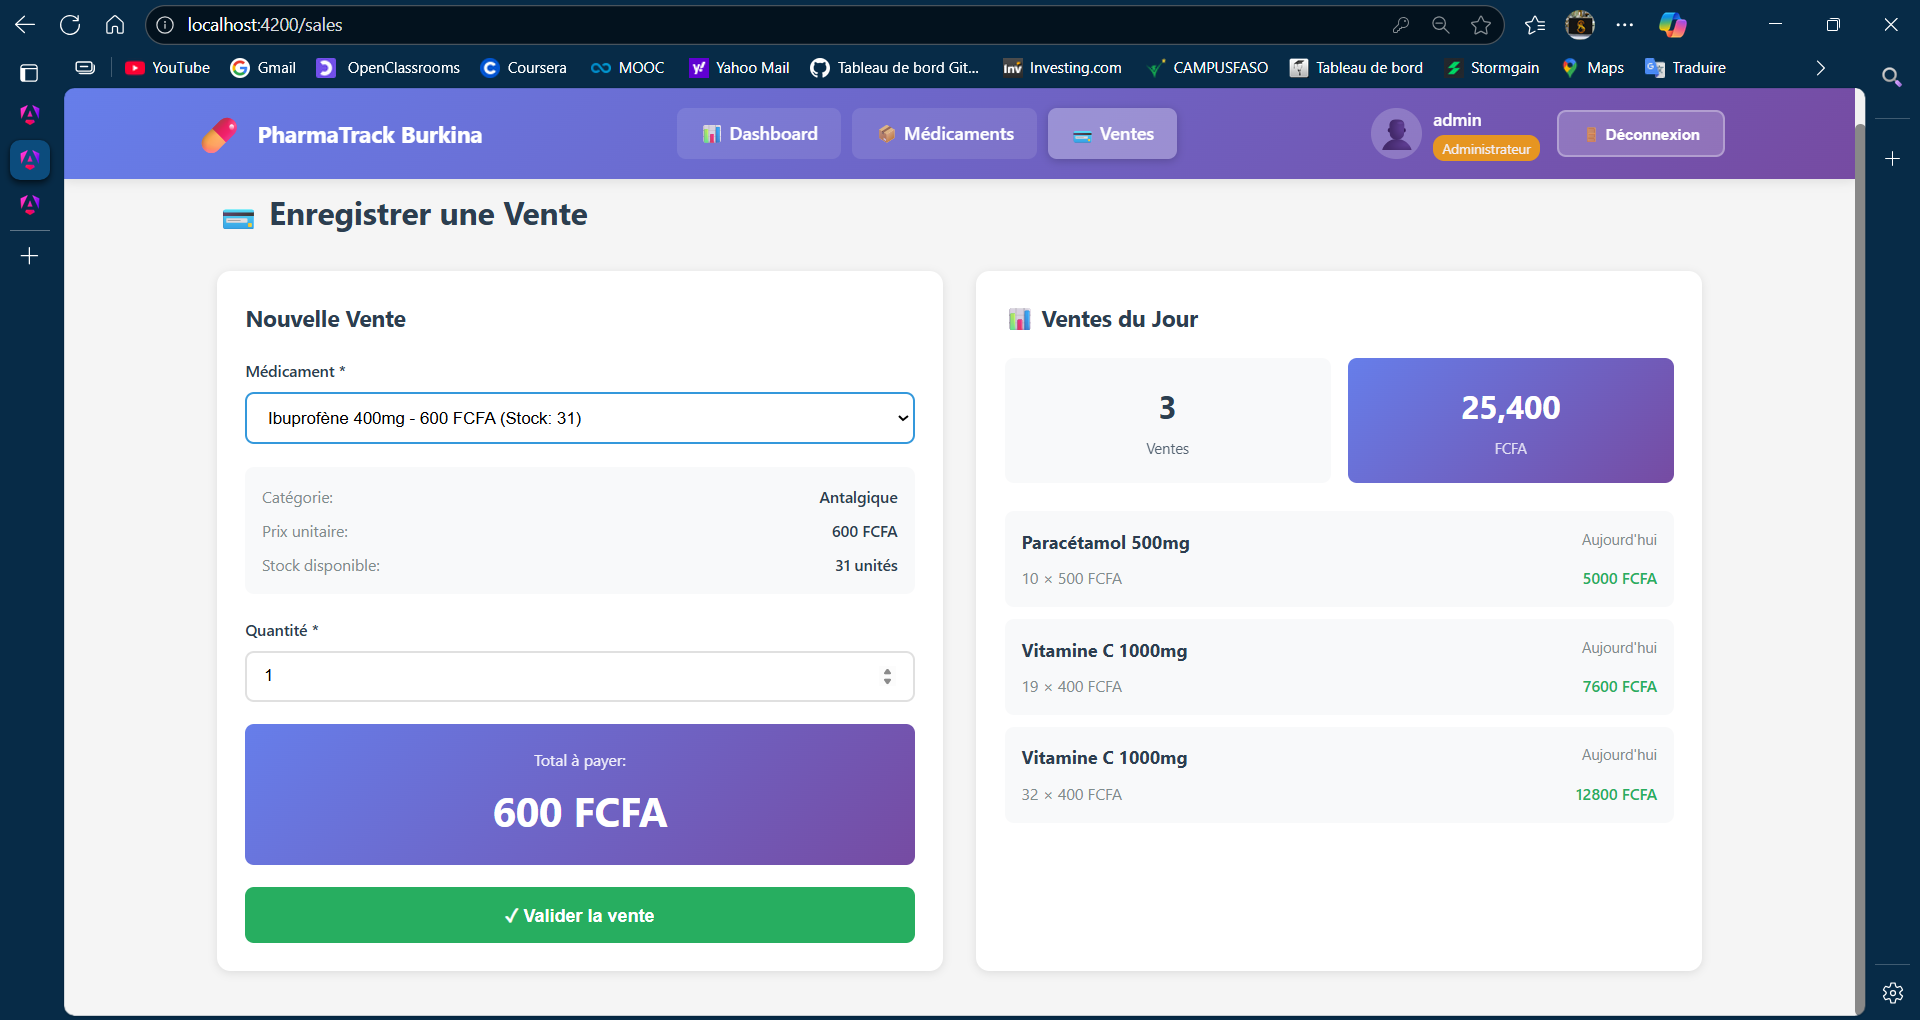 localhost:4200/sales
YouTube
Gmail
OpenClassrooms
Coursera
MOOC
Yahoo Mail
Tableau de bord Git...
Inv Investing.com
CAMPUSFASO
Tableau de bord
Stormgain
Maps
Traduire
PharmaTrack Burkina
Dashboard
Médicaments
Ventes
admin
Administrateur
Déconnexion
Enregistrer une Vente
Nouvelle Vente
Médicament *
Ibuprofène 400mg - 600 FCFA (Stock: 31)
Catégorie: Antalgique
Prix unitaire: 600 FCFA
Stock disponible: 31 unités
Quantité *
1
Total à payer:
600 FCFA
✓ Valider la vente
Ventes du Jour
3
Ventes
25,400
FCFA
Paracétamol 500mg Aujourd'hui
10 × 500 FCFA 5000 FCFA
Vitamine C 1000mg Aujourd'hui
19 × 400 FCFA 7600 FCFA
Vitamine C 1000mg Aujourd'hui
32 × 400 FCFA 12800 FCFA